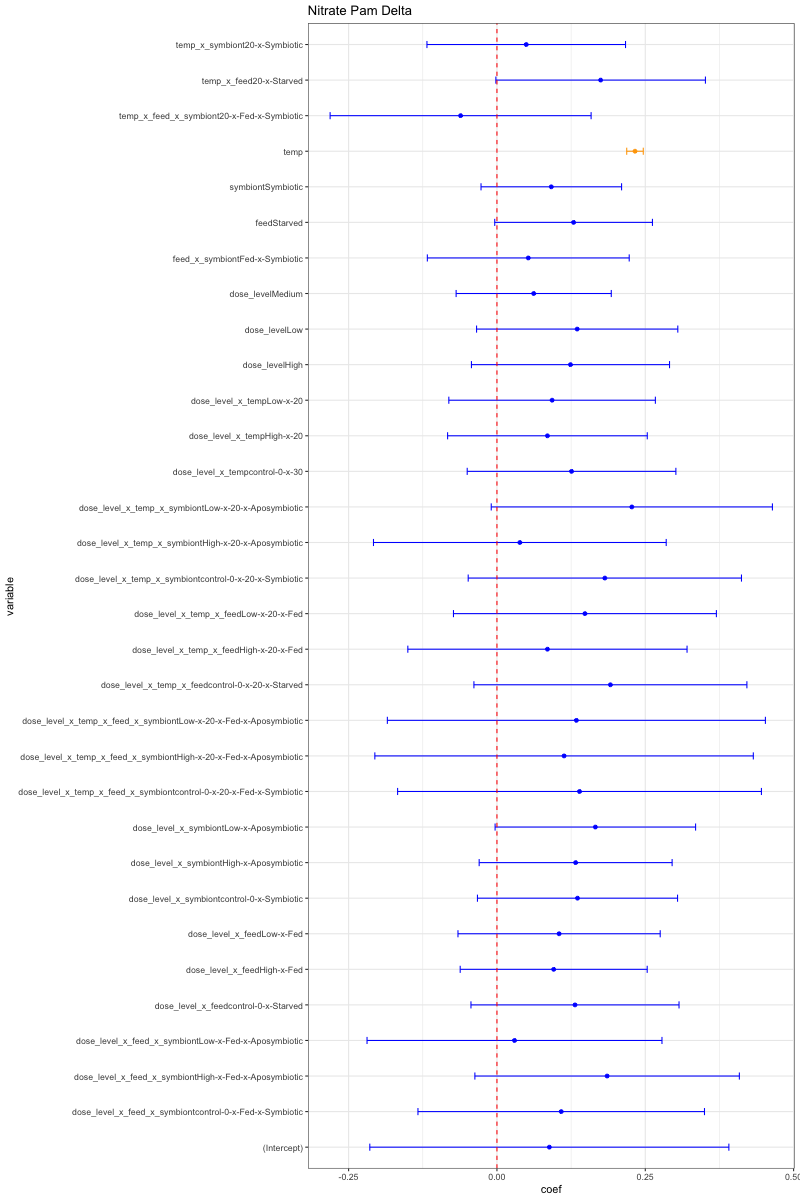 Nitrate Pam Delta
temp_x_symbiont20-x-Symbiotic
temp_x_feed20-x-Starved
temp_x_feed_x_symbiont20-x-Fed-x-Symbiotic
temp
symbiontSymbiotic
feedStarved
feed_x_symbiontFed-x-Symbiotic
dose_levelMedium
dose_levelLow
dose_levelHigh
dose_level_x_tempLow-x-20
dose_level_x_tempHigh-x-20
dose_level_x_tempcontrol-0-x-30
dose_level_x_temp_x_symbiontLow-x-20-x-Aposymbiotic
dose_level_x_temp_x_symbiontHigh-x-20-x-Aposymbiotic
dose_level_x_temp_x_symbiontcontrol-0-x-20-x-Symbiotic
variable
dose_level_x_temp_x_feedLow-x-20-x-Fed
dose_level_x_temp_x_feedHigh-x-20-x-Fed
dose_level_x_temp_x_feedcontrol-0-x-20-x-Starved
dose_level_x_temp_x_feed_x_symbiontLow-x-20-x-Fed-x-Aposymbiotic
dose_level_x_temp_x_feed_x_symbiontHigh-x-20-x-Fed-x-Aposymbiotic
dose_level_x_temp_x_feed_x_symbiontcontrol-0-x-20-x-Fed-x-Symbiotic
dose_level_x_symbiontLow-x-Aposymbiotic
dose_level_x_symbiontHigh-x-Aposymbiotic
dose_level_x_symbiontcontrol-0-x-Symbiotic
dose_level_x_feedLow-x-Fed
dose_level_x_feedHigh-x-Fed
dose_level_x_feedcontrol-0-x-Starved
dose_level_x_feed_x_symbiontLow-x-Fed-x-Aposymbiotic
dose_level_x_feed_x_symbiontHigh-x-Fed-x-Aposymbiotic
dose_level_x_feed_x_symbiontcontrol-0-x-Fed-x-Symbiotic
(Intercept)
-0.25 0.00 0.25 0.50
coef